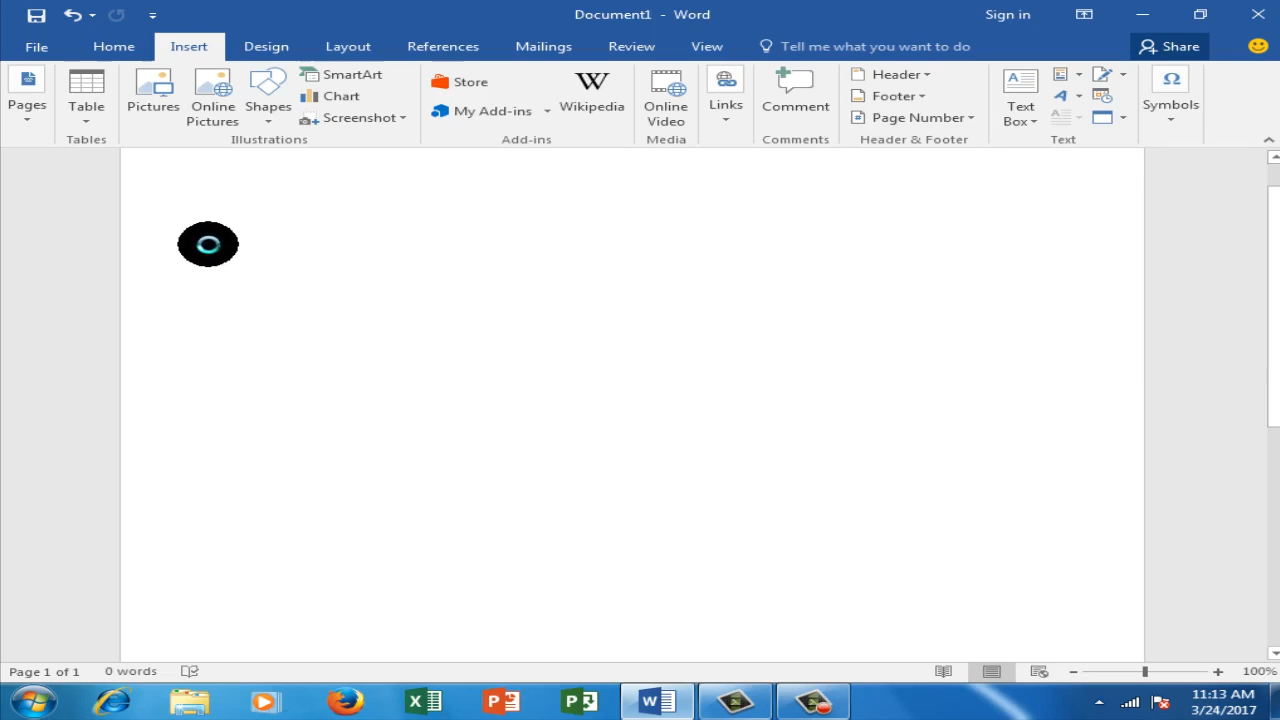 Document1 - Word
Sign in
File
Home
Insert
Design
Layout
References
Mailings
Review
View
Tell me what you want to do
Share
Pages
Table
Pictures
Online
Pictures
Shapes
SmartArt
Chart
Screenshot
Store
My Add-ins
W
Wikipedia
Online
Video
Links
Comment
Header
Footer
# Page Number
A
Text
Box
A
A
Ω
Symbols
Tables
Illustrations
Add-ins
Media
Comments
Header & Footer
Text
Page 1 of 1
0 words
100%
11:13 AM
3/24/2017